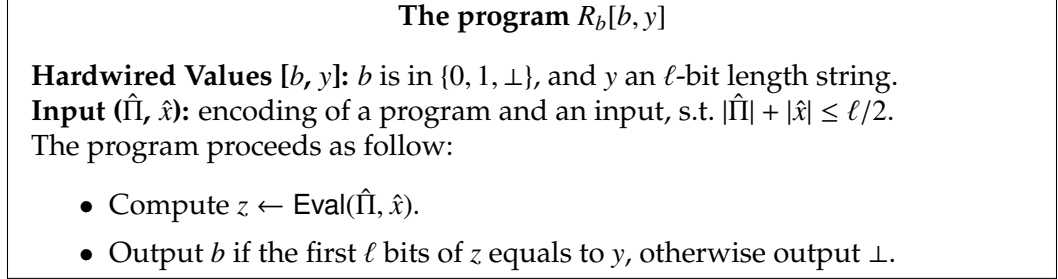 The program R_b[b, y]
Hardwired Values [b, y]: b is in {0, 1, ⊥}, and y an ℓ-bit length string.
Input (Π̂, x̂): encoding of a program and an input, s.t. |Π̂| + |x̂| ≤ ℓ/2.
The program proceeds as follow:
• Compute z ← Eval(Π̂, x̂).
• Output b if the first ℓ bits of z equals to y, otherwise output ⊥.